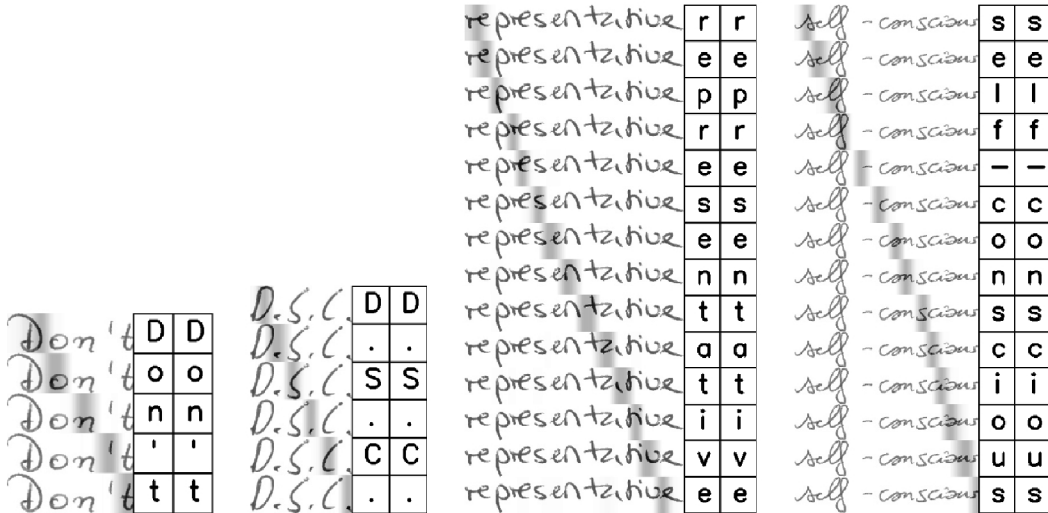 Don't D D
Don't o o
Don't n n
Don't ' '
Don't t t
D.S.C. D D
D.S.C. . .
D.S.C. S S
D.S.C. . .
D.S.C. C C
D.S.C. . .
representative r r
representative e e
representative p p
representative r r
representative e e
representative s s
representative e e
representative n n
representative t t
representative a a
representative t t
representative i i
representative v v
representative e e
self - conscious s s
self - conscious e e
self - conscious l l
self - conscious f f
self - conscious - -
self - conscious c c
self - conscious o o
self - conscious n n
self - conscious s s
self - conscious c c
self - conscious i i
self - conscious o o
self - conscious u u
self - conscious s s